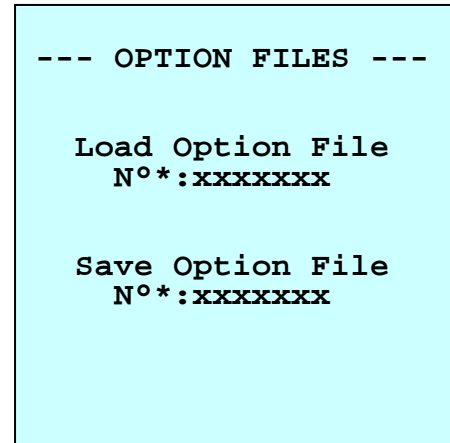 --- OPTION FILES ---
Load Option File
N°*:xxxxxxx
Save Option File
N°*:xxxxxxx